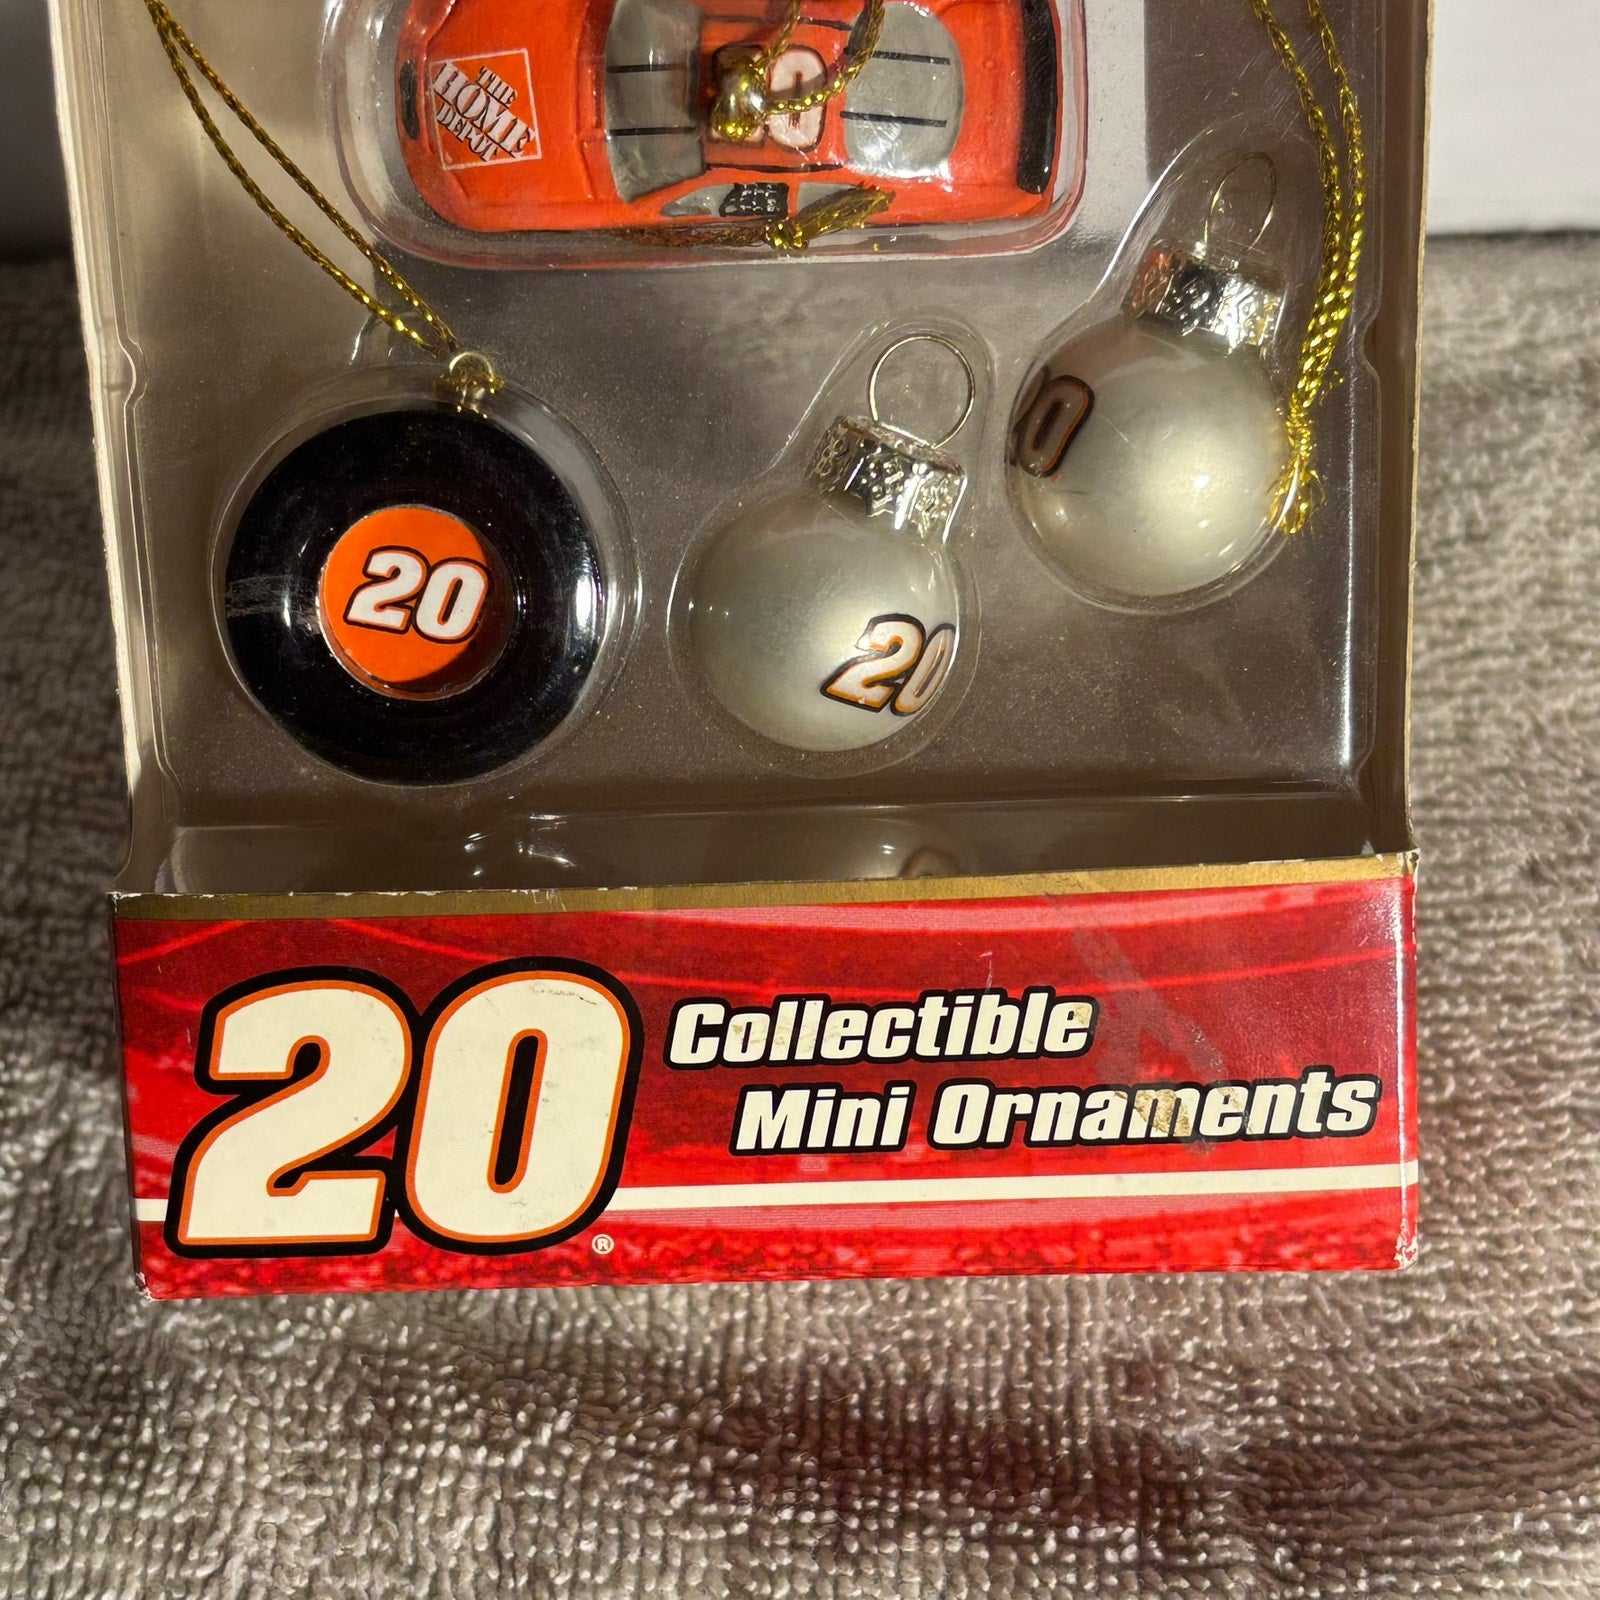 THE
HOME
DEPOT
20
20
20
20
Collectible
Mini Ornaments
®